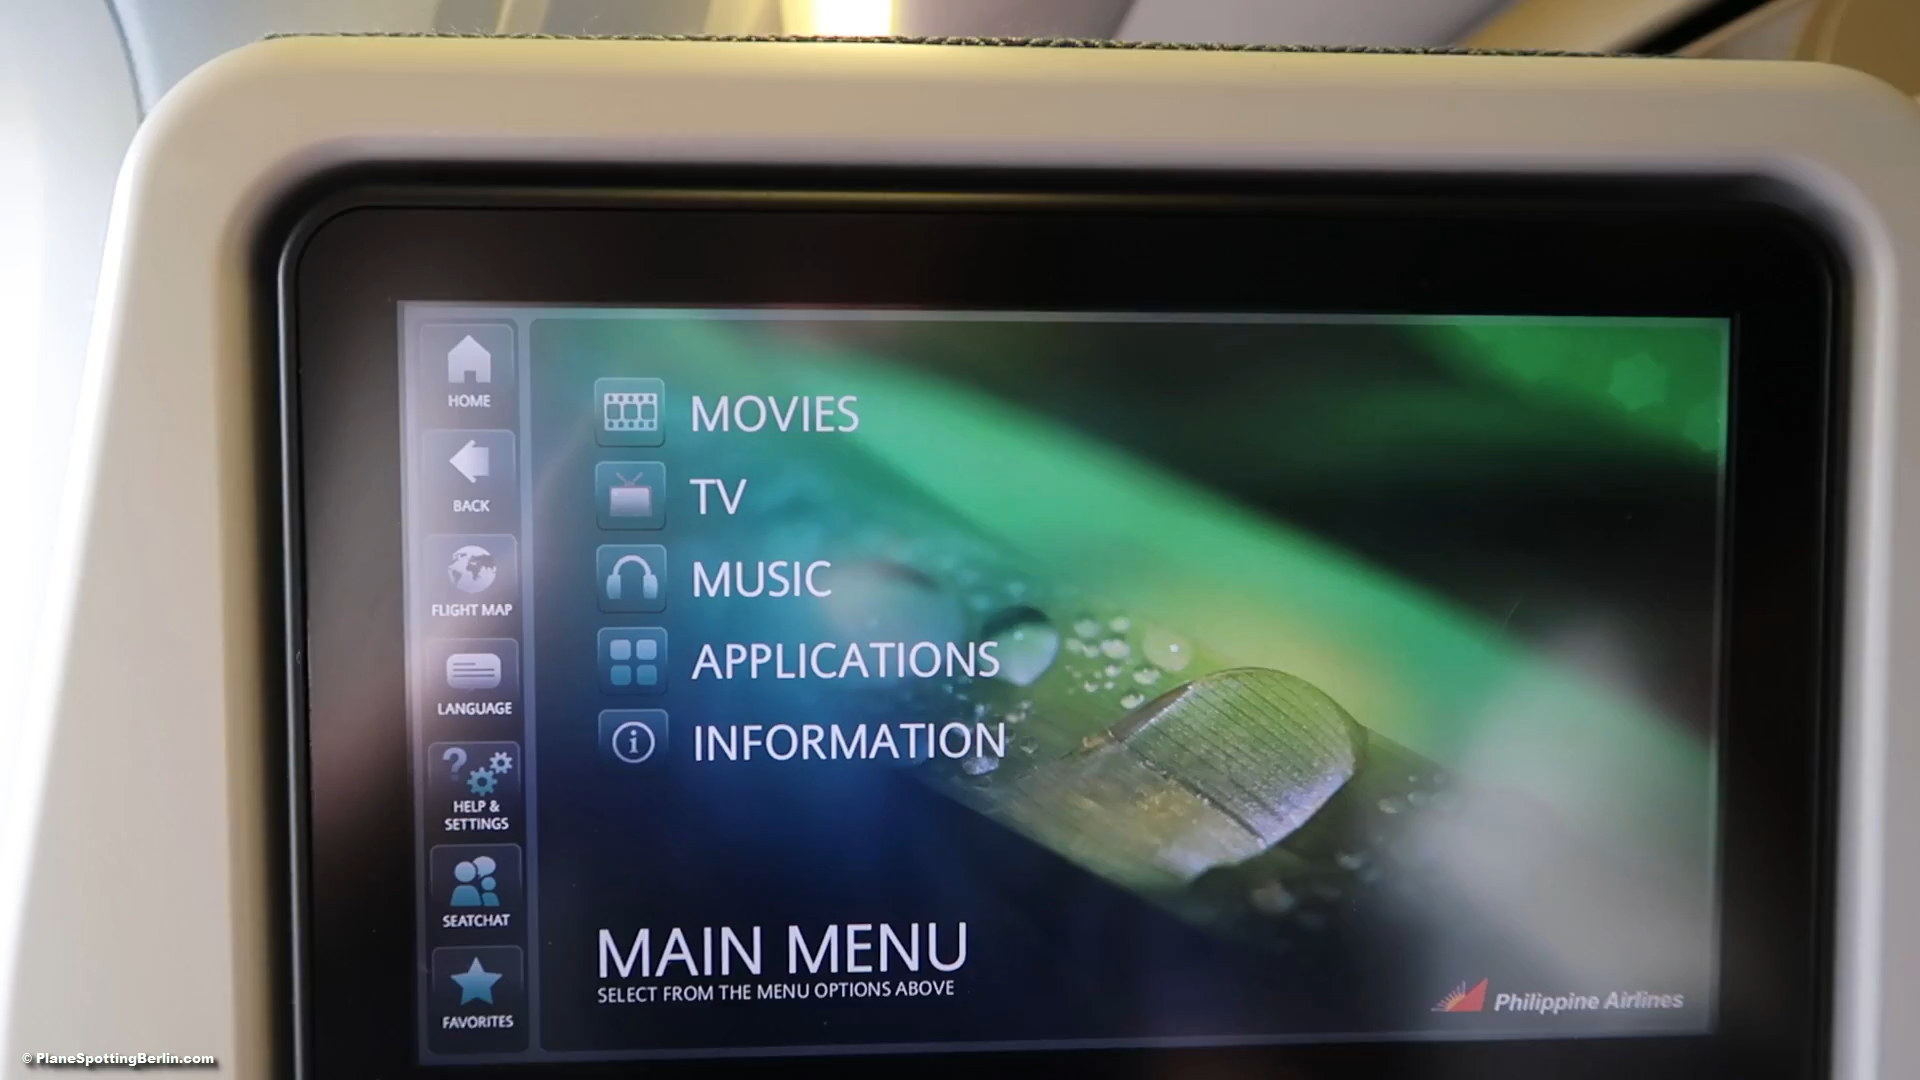 HOME
BACK
FLIGHT MAP
LANGUAGE
HELP &
SETTINGS
SEATCHAT
FAVORITES
MOVIES
TV
MUSIC
APPLICATIONS
INFORMATION
MAIN MENU
SELECT FROM THE MENU OPTIONS ABOVE
Philippine Airlines
© PlaneSpottingBerlin.com